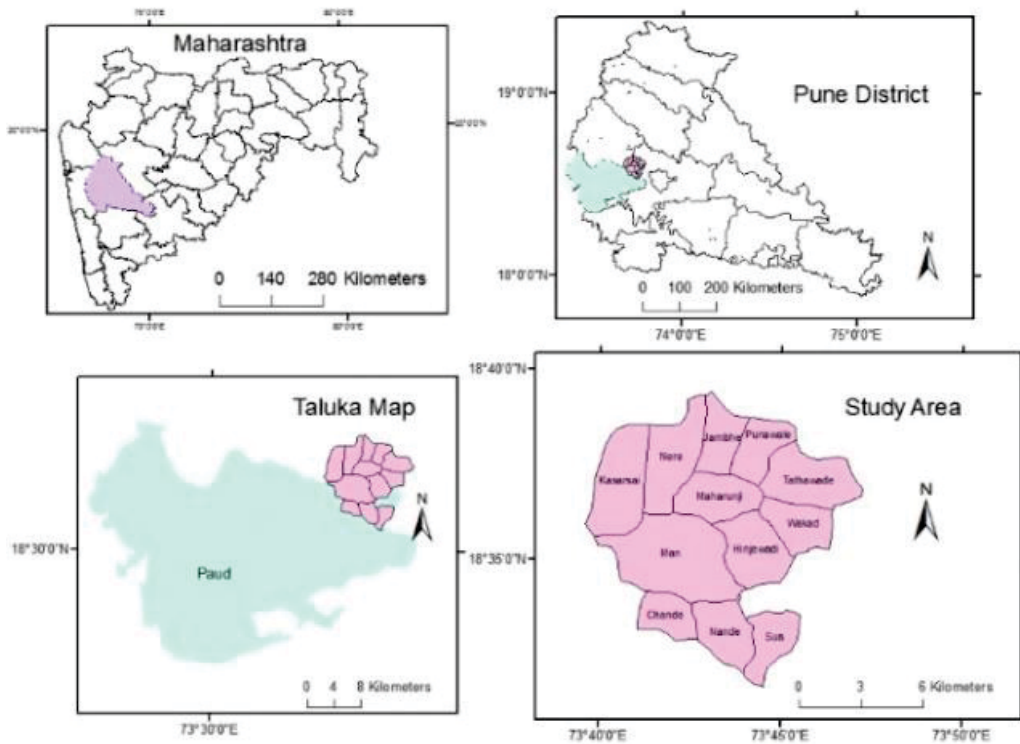 Maharashtra
0 140 280 Kilometers
Pune District
19°0'0"N
18°0'0"N
N
0 100 200 Kilometers
74°0'0"E
75°0'0"E
Taluka Map
N
18°30'0"N
Paud
0 4 8 Kilometers
73°30'0"E
18°40'0"N
Study Area
Jambhe
Punawale
Nere
Kasarsai
Tathawade
Maharunji
N
Wakad
18°35'0"N
Man
Hinjewadi
Chande
Nande
Sus
0 3 6 Kilometers
73°40'0"E
73°45'0"E
73°50'0"E